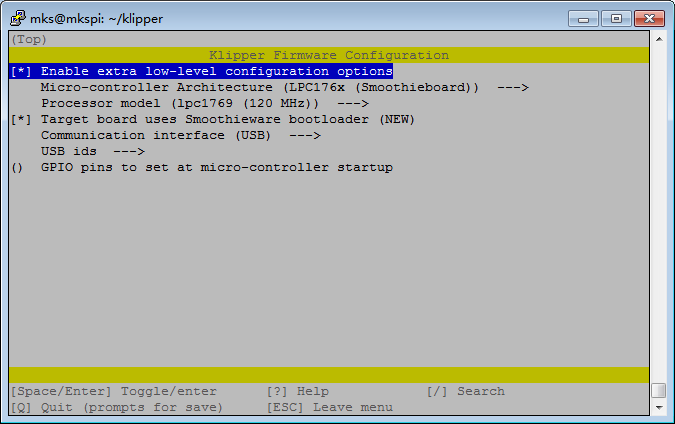 mks@mkspi: ~/klipper
(Top)
Klipper Firmware Configuration
[*] Enable extra low-level configuration options
Micro-controller Architecture (LPC176x (Smoothieboard)) --->
Processor model (lpc1769 (120 MHz)) --->
[*] Target board uses Smoothieware bootloader (NEW)
Communication interface (USB) --->
USB ids --->
() GPIO pins to set at micro-controller startup
[Space/Enter] Toggle/enter [?] Help [/] Search
[Q] Quit (prompts for save) [ESC] Leave menu